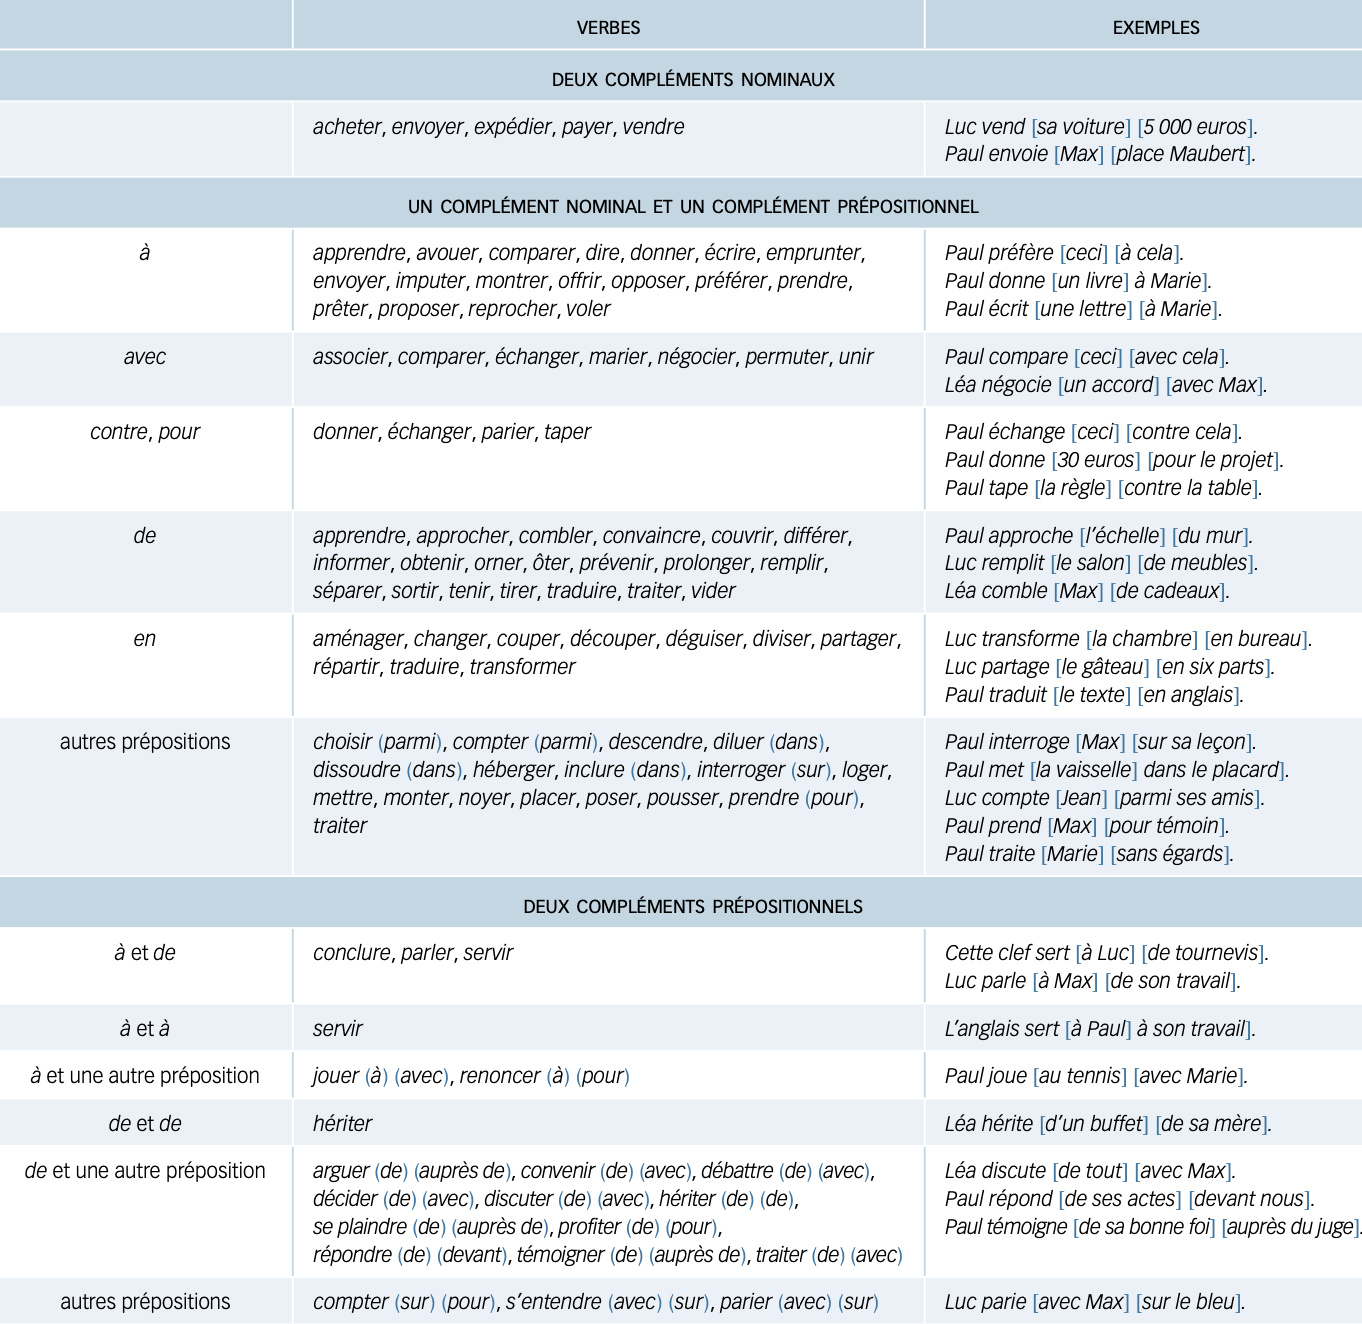 VERBES EXEMPLES
DEUX COMPLÉMENTS NOMINAUX
acheter, envoyer, expédier, payer, vendre
Luc vend [sa voiture] [5 000 euros].
Paul envoie [Max] [place Maubert].
UN COMPLÉMENT NOMINAL ET UN COMPLÉMENT PRÉPOSITIONNEL
à
apprendre, avouer, comparer, dire, donner, écrire, emprunter,
envoyer, imputer, montrer, offrir, opposer, préférer, prendre,
prêter, proposer, reprocher, voler
Paul préfère [ceci] [à cela].
Paul donne [un livre] à Marie].
Paul écrit [une lettre] [à Marie].
avec
associer, comparer, échanger, marier, négocier, permuter, unir
Paul compare [ceci] [avec cela].
Léa négocie [un accord] [avec Max].
contre, pour
donner, échanger, parier, taper
Paul échange [ceci] [contre cela].
Paul donne [30 euros] [pour le projet].
Paul tape [la règle] [contre la table].
de
apprendre, approcher, combler, convaincre, couvrir, différer,
informer, obtenir, orner, ôter, prévenir, prolonger, remplir,
séparer, sortir, tenir, tirer, traduire, traiter, vider
Paul approche [l’échelle] [du mur].
Luc remplit [le salon] [de meubles].
Léa comble [Max] [de cadeaux].
en
aménager, changer, couper, découper, déguiser, diviser, partager,
répartir, traduire, transformer
Luc transforme [la chambre] [en bureau].
Luc partage [le gâteau] [en six parts].
Paul traduit [le texte] [en anglais].
autres prépositions
choisir (parmi), compter (parmi), descendre, diluer (dans),
dissoudre (dans), héberger, inclure (dans), interroger (sur), loger,
mettre, monter, noyer, placer, poser, pousser, prendre (pour),
traiter
Paul interroge [Max] [sur sa leçon].
Paul met [la vaisselle] dans le placard].
Luc compte [Jean] [parmi ses amis].
Paul prend [Max] [pour témoin].
Paul traite [Marie] [sans égards].
DEUX COMPLÉMENTS PRÉPOSITIONNELS
à et de
conclure, parler, servir
Cette clef sert [à Luc] [de tournevis].
Luc parle [à Max] [de son travail].
à et à
servir
L’anglais sert [à Paul] à son travail].
à et une autre préposition
jouer (à) (avec), renoncer (à) (pour)
Paul joue [au tennis] [avec Marie].
de et de
hériter
Léa hérite [d’un buffet] [de sa mère].
de et une autre préposition
arguer (de) (auprès de), convenir (de) (avec), débattre (de) (avec),
décider (de) (avec), discuter (de) (avec), hériter (de) (de),
se plaindre (de) (auprès de), profiter (de) (pour),
répondre (de) (devant), témoigner (de) (auprès de), traiter (de) (avec)
Léa discute [de tout] [avec Max].
Paul répond [de ses actes] [devant nous].
Paul témoigne [de sa bonne foi] [auprès du juge].
autres prépositions
compter (sur) (pour), s’entendre (avec) (sur), parier (avec) (sur)
Luc parie [avec Max] [sur le bleu].